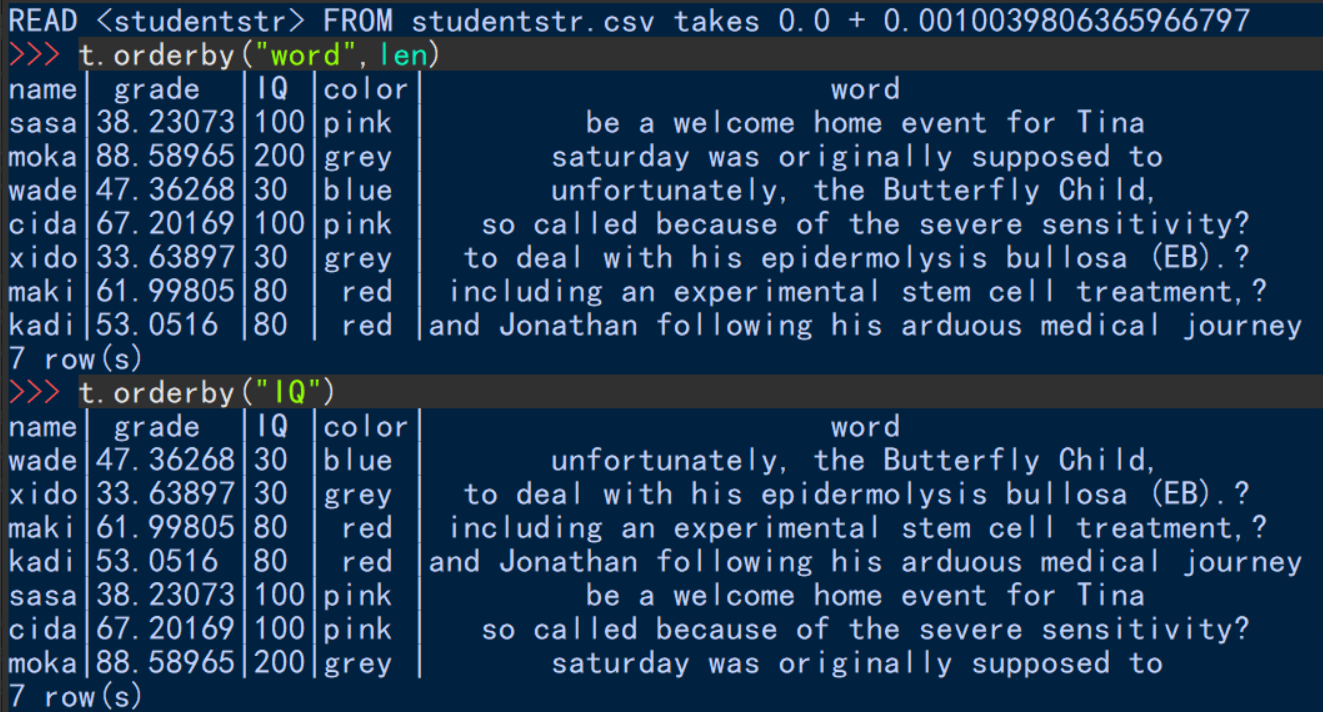 READ <studentstr> FROM studentstr.csv takes 0.0 + 0.0010039806365966797
>>> t.orderby("word",len)
name| grade  |IQ |color|                       word
sasa|38.23073|100|pink |         be a welcome home event for Tina
moka|88.58965|200|grey |       saturday was originally supposed to
wade|47.36268|30 |blue |       unfortunately, the Butterfly Child,
cida|67.20169|100|pink |   so called because of the severe sensitivity?
xido|33.63897|30 |grey |  to deal with his epidermolysis bullosa (EB).?
maki|61.99805|80 | red | including an experimental stem cell treatment,?
kadi|53.0516 |80 | red |and Jonathan following his arduous medical journey
7 row(s)
>>> t.orderby("IQ")
name| grade  |IQ |color|                       word
wade|47.36268|30 |blue |       unfortunately, the Butterfly Child,
xido|33.63897|30 |grey |  to deal with his epidermolysis bullosa (EB).?
maki|61.99805|80 | red | including an experimental stem cell treatment,?
kadi|53.0516 |80 | red |and Jonathan following his arduous medical journey
sasa|38.23073|100|pink |         be a welcome home event for Tina
cida|67.20169|100|pink |   so called because of the severe sensitivity?
moka|88.58965|200|grey |       saturday was originally supposed to
7 row(s)